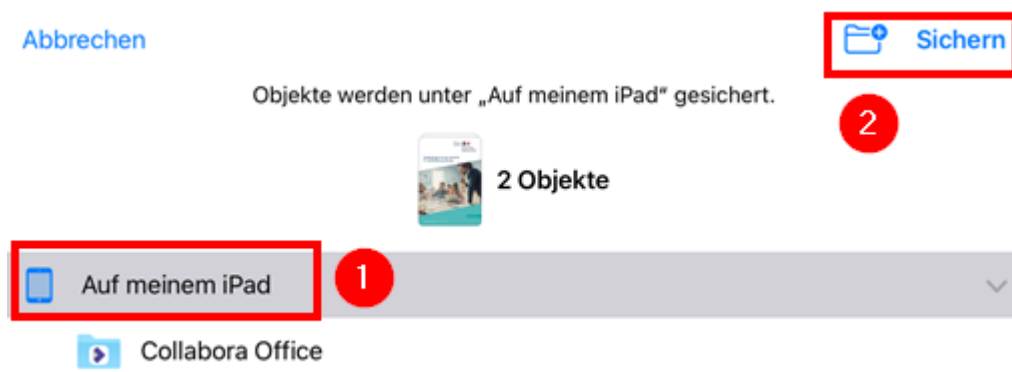 Abbrechen
Sichern
Objekte werden unter „Auf meinem iPad“ gesichert.
2
2 Objekte
Auf meinem iPad
1
Collabora Office